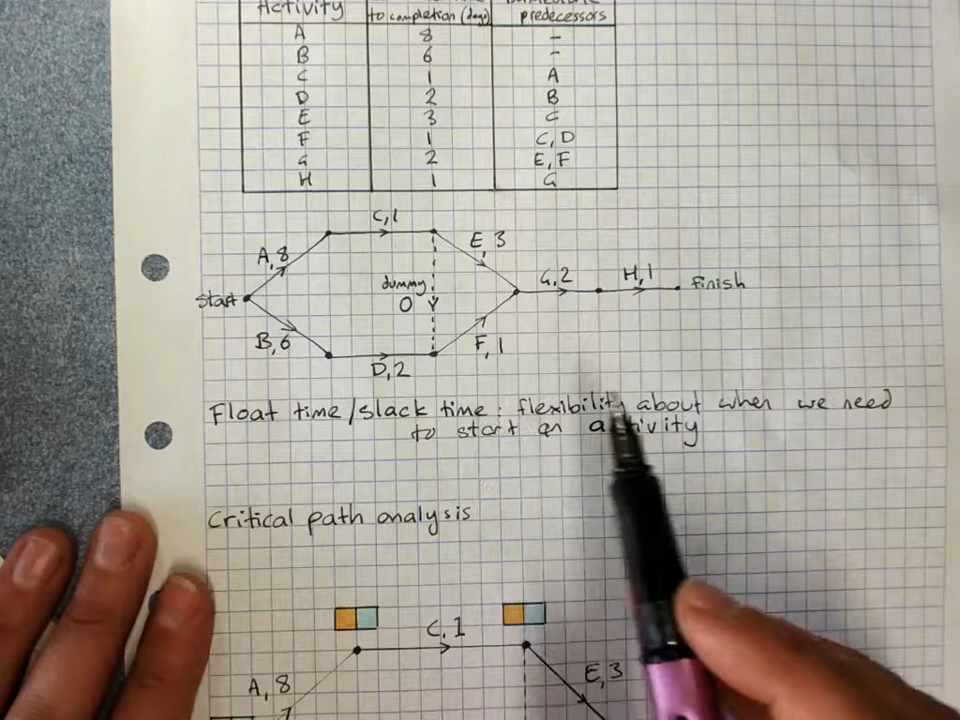 Activity
to completion (days) predecessors
A 8 -
B 6 -
C 1 A
D 2 B
E 3 C
F 1 C, D
G 2 E, F
H 1 G
C, 1
A, 8
E, 3
dummy
0
G, 2
H, 1
Start
finish
B, 6
F, 1
D, 2
Float time/slack time: flexibility about when we need
to start an activity
Critical path analysis
C, 1
A, 8
E, 3